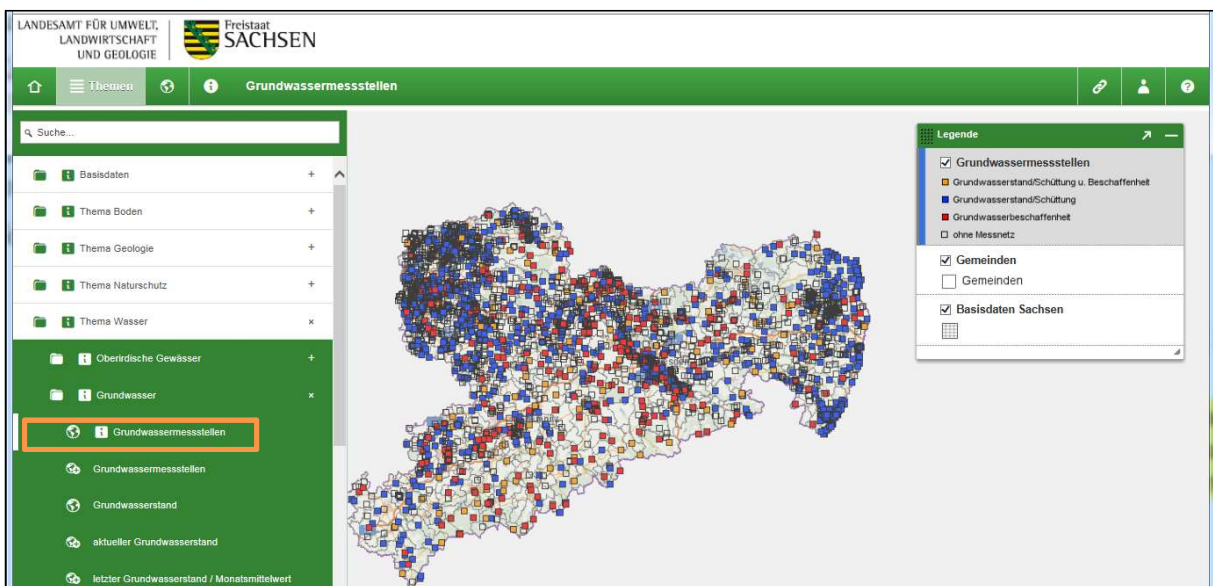 LANDESAMT FÜR UMWELT,
LANDWIRTSCHAFT
UND GEOLOGIE
Freistaat
SACHSEN
Themen
Grundwassermessstellen
Suche...
Basisdaten +
Thema Boden +
Thema Geologie +
Thema Naturschutz +
Thema Wasser ×
Oberirdische Gewässer +
Grundwasser ×
Grundwassermessstellen
Grundwassermessstellen
Grundwasserstand
aktueller Grundwasserstand
letzter Grundwasserstand / Monatsmittelwert
Legende
Grundwassermessstellen
Grundwasserstand/Schüttung u. Beschaffenheit
Grundwasserstand/Schüttung
Grundwasserbeschaffenheit
ohne Messnetz
Gemeinden
Gemeinden
Basisdaten Sachsen